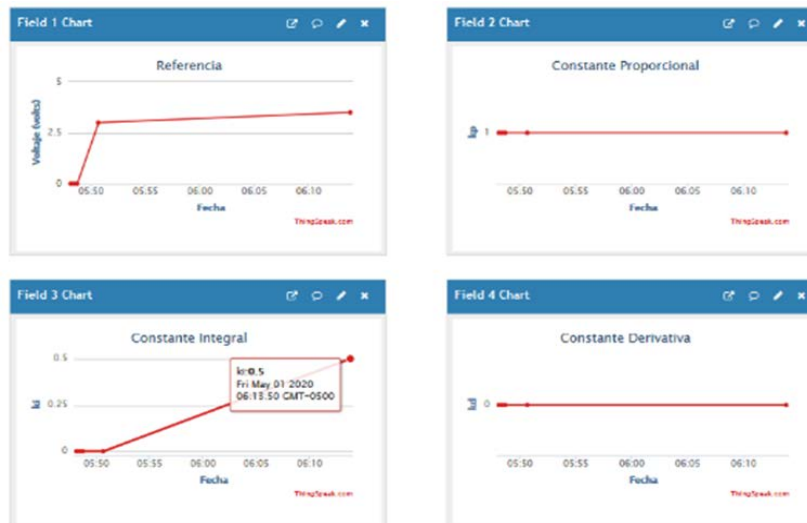 Field 1 Chart
Referencia
Voltaje (volts)
5
2.5
0
05:50 05:55 06:00 06:05 06:10
Fecha
ThingSpeak.com
Field 2 Chart
Constante Proporcional
kp
1
05:50 05:55 06:00 06:05 06:10
Fecha
ThingSpeak.com
Field 3 Chart
Constante Integral
ki
0.5
0.25
0
ki:0.5
Fri May 01 2020
06:13:50 GMT-0500
05:50 05:55 06:00 06:05 06:10
Fecha
ThingSpeak.com
Field 4 Chart
Constante Derivativa
kd
0
05:50 05:55 06:00 06:05 06:10
Fecha
ThingSpeak.com